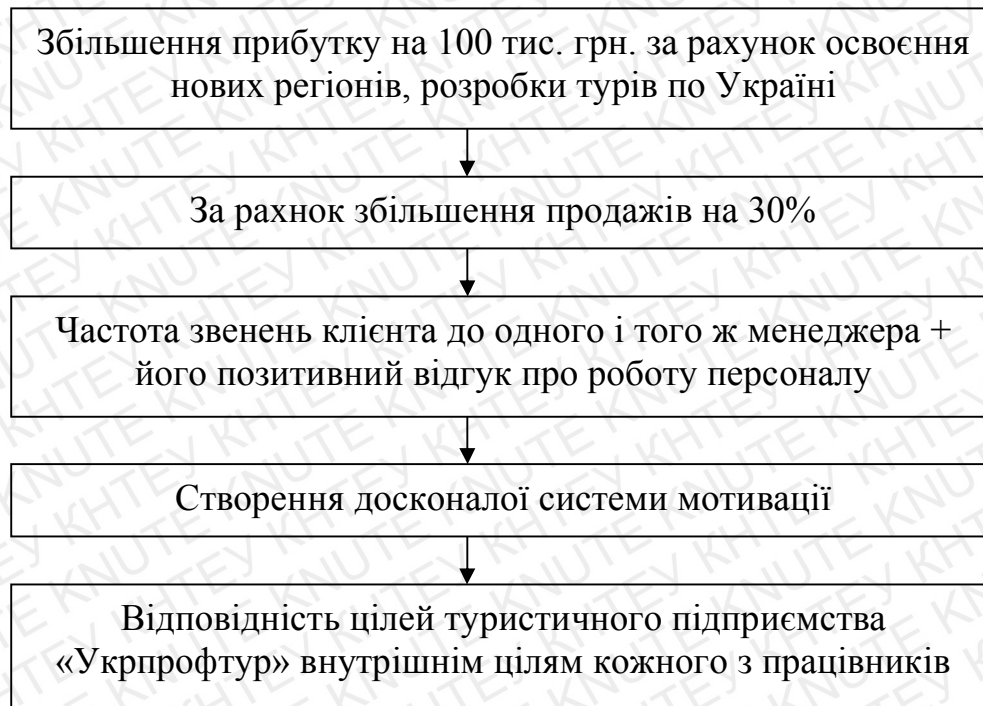 Збільшення прибутку на 100 тис. грн. за рахунок освоєння
нових регіонів, розробки турів по Україні
За рахнок збільшення продажів на 30%
Частота звенень клієнта до одного і того ж менеджера +
його позитивний відгук про роботу персоналу
Створення досконалої системи мотивації
Відповідність цілей туристичного підприємства
«Укрпрофтур» внутрішнім цілям кожного з працівників